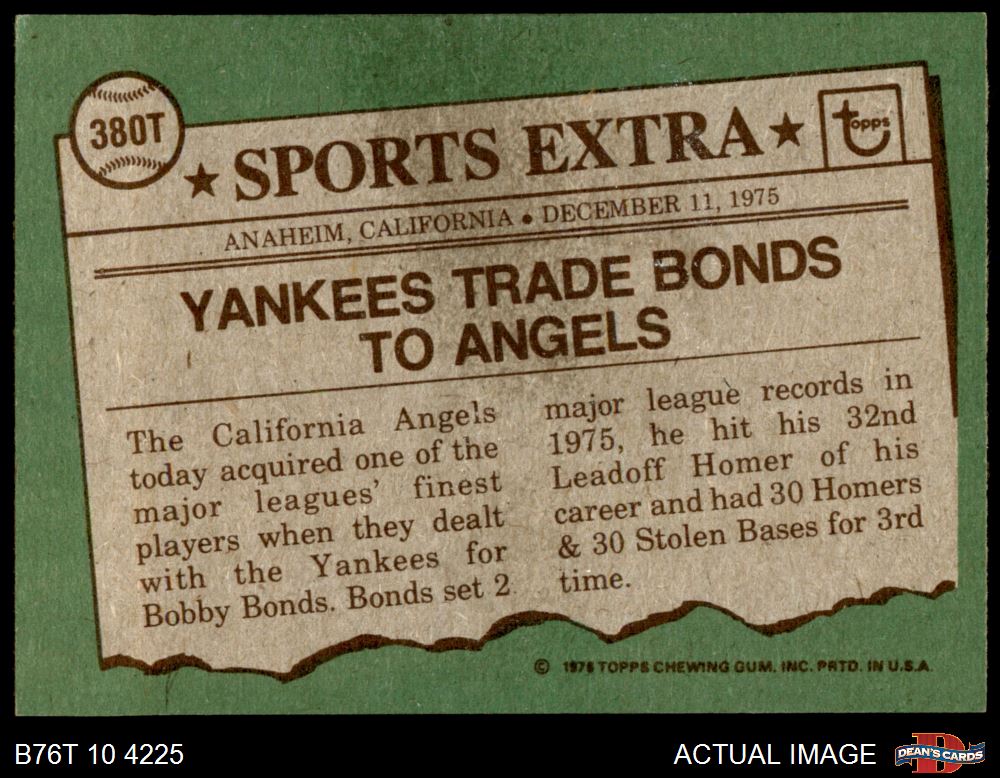 380T
★ SPORTS EXTRA ★
topps
ANAHEIM, CALIFORNIA • DECEMBER 11, 1975
YANKEES TRADE BONDS
TO ANGELS
The California Angels
today acquired one of the
major leagues' finest
players when they dealt
with the Yankees for
Bobby Bonds. Bonds set 2
major league records in
1975, he hit his 32nd
Leadoff Homer of his
career and had 30 Homers
& 30 Stolen Bases for 3rd
time.
© 1976 TOPPS CHEWING GUM, INC. PRTD. IN U.S.A.
B76T 10 4225
ACTUAL IMAGE
D
DEAN'S CARDS